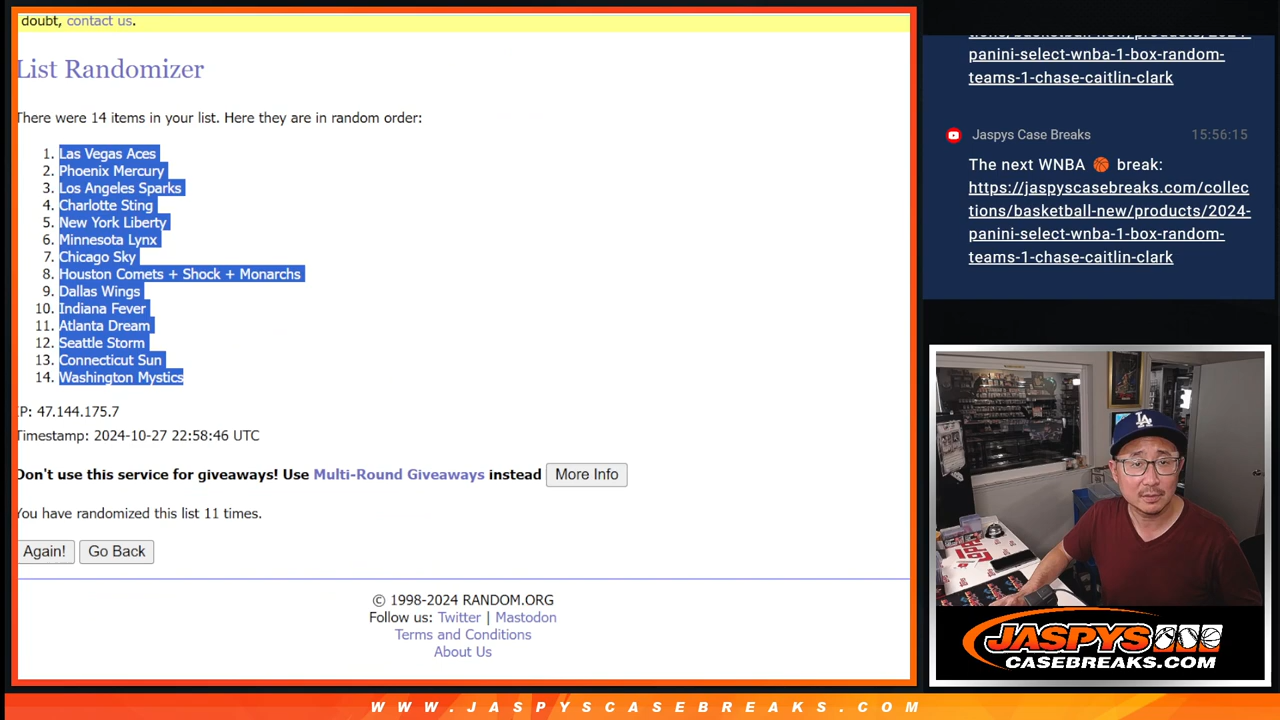 doubt, contact us.
List Randomizer
There were 14 items in your list. Here they are in random order:
1. Las Vegas Aces
2. Phoenix Mercury
3. Los Angeles Sparks
4. Charlotte Sting
5. New York Liberty
6. Minnesota Lynx
7. Chicago Sky
8. Houston Comets + Shock + Monarchs
9. Dallas Wings
10. Indiana Fever
11. Atlanta Dream
12. Seattle Storm
13. Connecticut Sun
14. Washington Mystics
IP: 47.144.175.7
Timestamp: 2024-10-27 22:58:46 UTC
Don't use this service for giveaways! Use Multi-Round Giveaways instead More Info
You have randomized this list 11 times.
Again! Go Back
© 1998-2024 RANDOM.ORG
Follow us: Twitter | Mastodon
Terms and Conditions
About Us
tions/basketball-new/products/2024-
panini-select-wnba-1-box-random-
teams-1-chase-caitlin-clark
Jaspys Case Breaks 15:56:15
The next WNBA 🏀 break:
https://jaspyscasebreaks.com/collec
tions/basketball-new/products/2024-
panini-select-wnba-1-box-random-
teams-1-chase-caitlin-clark
LA
JASPYS
CASEBREAKS.COM
WWW.JASPYSCASEBREAKS.COM